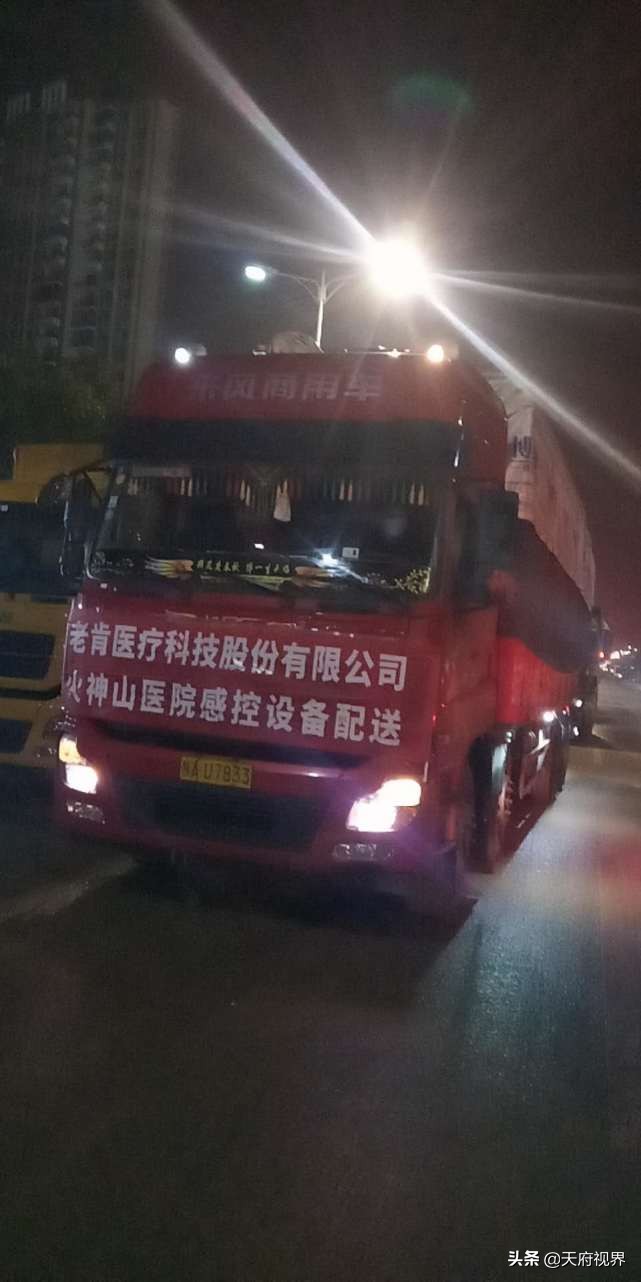 东风商用车
老肯医疗科技股份有限公司
火神山医院感控设备配送
头条 @天府视界